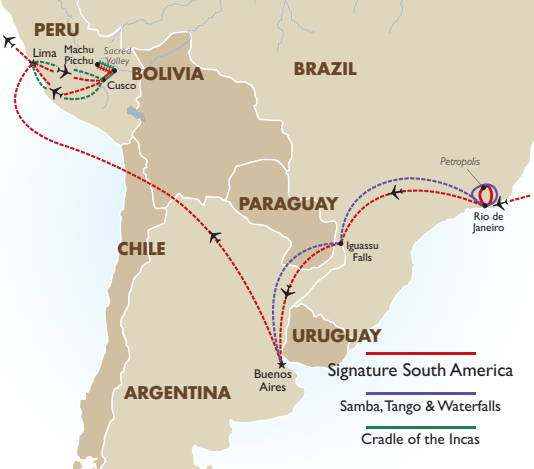 PERU
Lima
Machu
Picchu
Sacred
Valley
Cusco
BOLIVIA
BRAZIL
Petropolis
Rio de
Janeiro
PARAGUAY
Iguassu
Falls
CHILE
URUGUAY
Buenos
Aires
ARGENTINA
Signature South America
Samba, Tango & Waterfalls
Cradle of the Incas